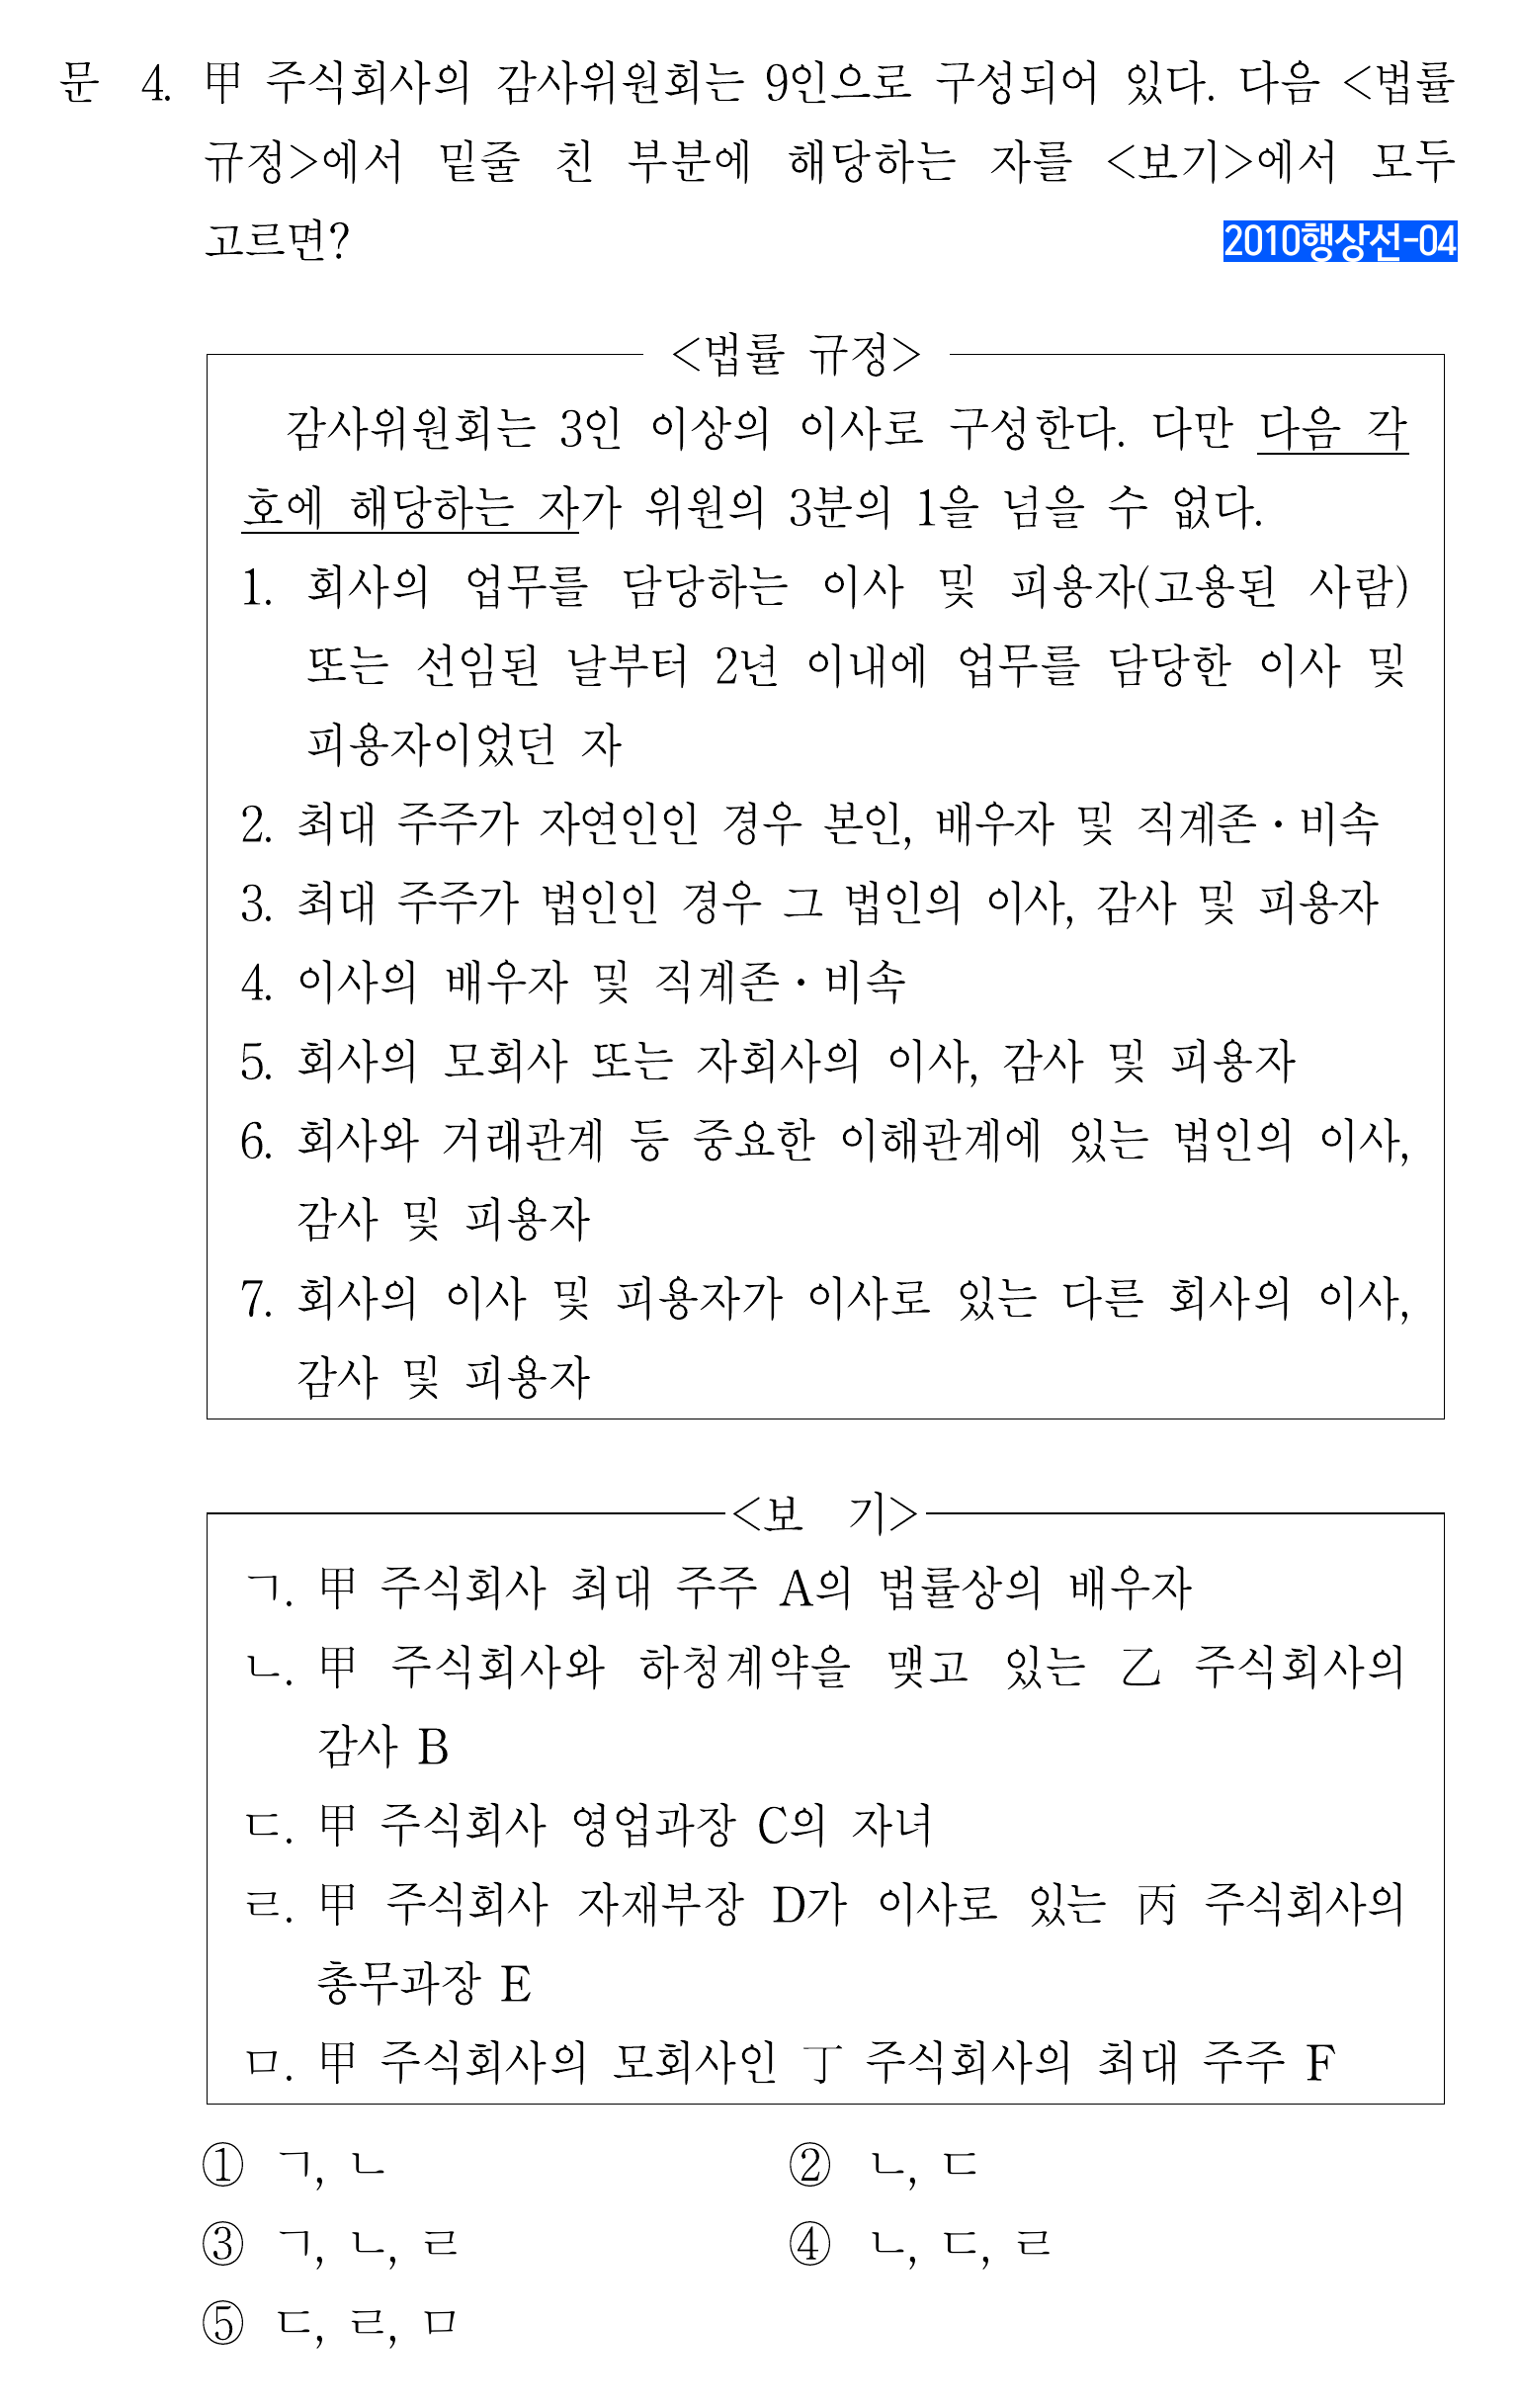 문 4. 甲 주식회사의 감사위원회는 9인으로 구성되어 있다. 다음 <법률
규정>에서 밑줄 친 부분에 해당하는 자를 <보기>에서 모두
고르면?
2010행상선-04
<법률 규정>
감사위원회는 3인 이상의 이사로 구성한다. 다만 다음 각
호에 해당하는 자가 위원의 3분의 1을 넘을 수 없다.
1. 회사의 업무를 담당하는 이사 및 피용자(고용된 사람)
또는 선임된 날부터 2년 이내에 업무를 담당한 이사 및
피용자이었던 자
2. 최대 주주가 자연인인 경우 본인, 배우자 및 직계존·비속
3. 최대 주주가 법인인 경우 그 법인의 이사, 감사 및 피용자
4. 이사의 배우자 및 직계존·비속
5. 회사의 모회사 또는 자회사의 이사, 감사 및 피용자
6. 회사와 거래관계 등 중요한 이해관계에 있는 법인의 이사,
감사 및 피용자
7. 회사의 이사 및 피용자가 이사로 있는 다른 회사의 이사,
감사 및 피용자
<보 기>
ㄱ. 甲 주식회사 최대 주주 A의 법률상의 배우자
ㄴ. 甲 주식회사와 하청계약을 맺고 있는 乙 주식회사의
감사 B
ㄷ. 甲 주식회사 영업과장 C의 자녀
ㄹ. 甲 주식회사 자재부장 D가 이사로 있는 丙 주식회사의
총무과장 E
ㅁ. 甲 주식회사의 모회사인 丁 주식회사의 최대 주주 F
① ㄱ, ㄴ ② ㄴ, ㄷ
③ ㄱ, ㄴ, ㄹ ④ ㄴ, ㄷ, ㄹ
⑤ ㄷ, ㄹ, ㅁ